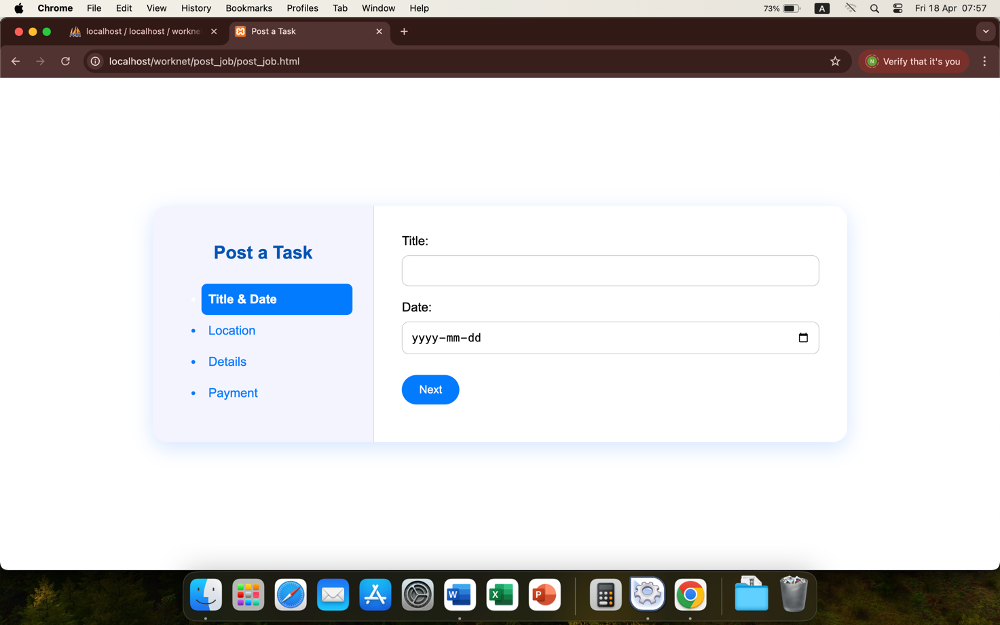 Chrome File Edit View History Bookmarks Profiles Tab Window Help 73% A Fri 18 Apr 07:57
localhost / localhost / workne Post a Task
localhost/worknet/post_job/post_job.html N Verify that it's you
Post a Task
Title & Date
Location
Details
Payment
Title:
Date:
yyyy-mm-dd
Next
W X P